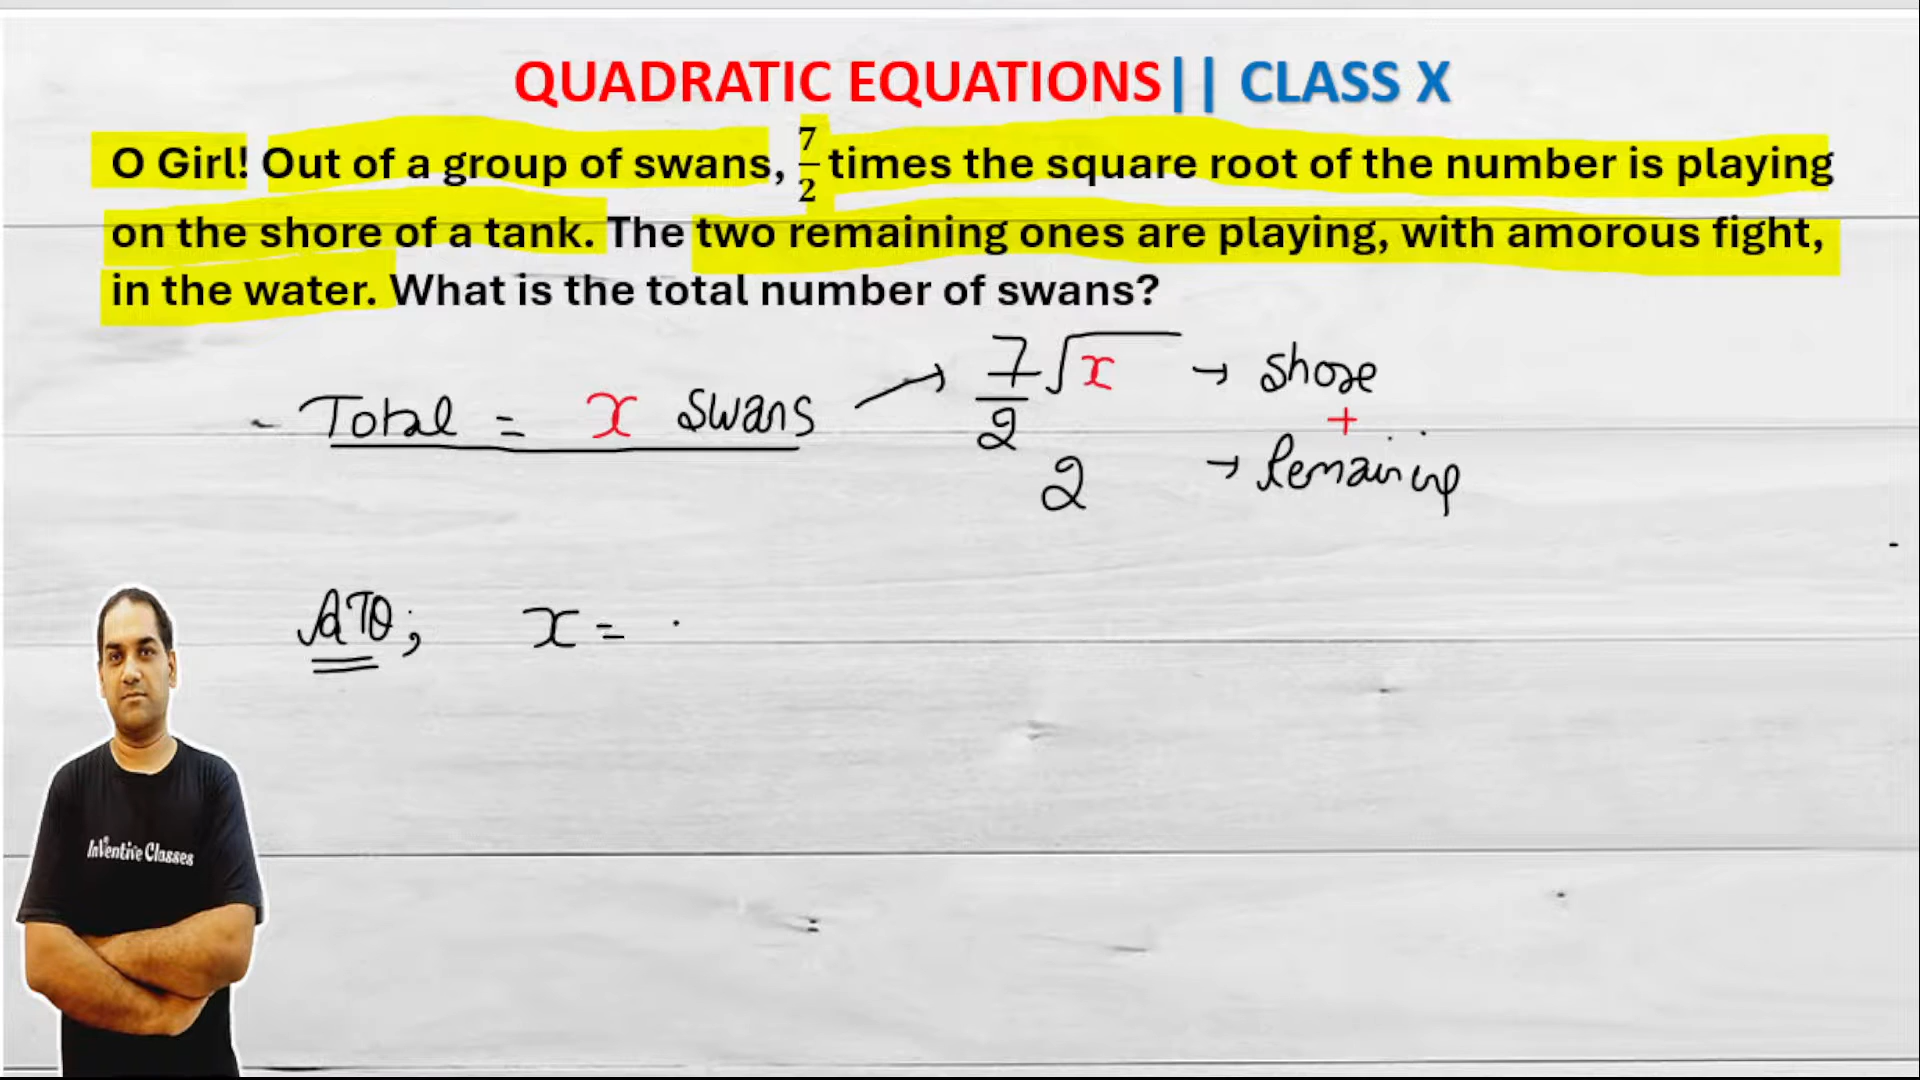 QUADRATIC EQUATIONS|| CLASS X
O Girl! Out of a group of swans, 7/2 times the square root of the number is playing
on the shore of a tank. The two remaining ones are playing, with amorous fight,
in the water. What is the total number of swans?
Total = x Swans → 7/2 √x → Shore
+
2 → Remaining
ATQ; x =
Inventive Classes